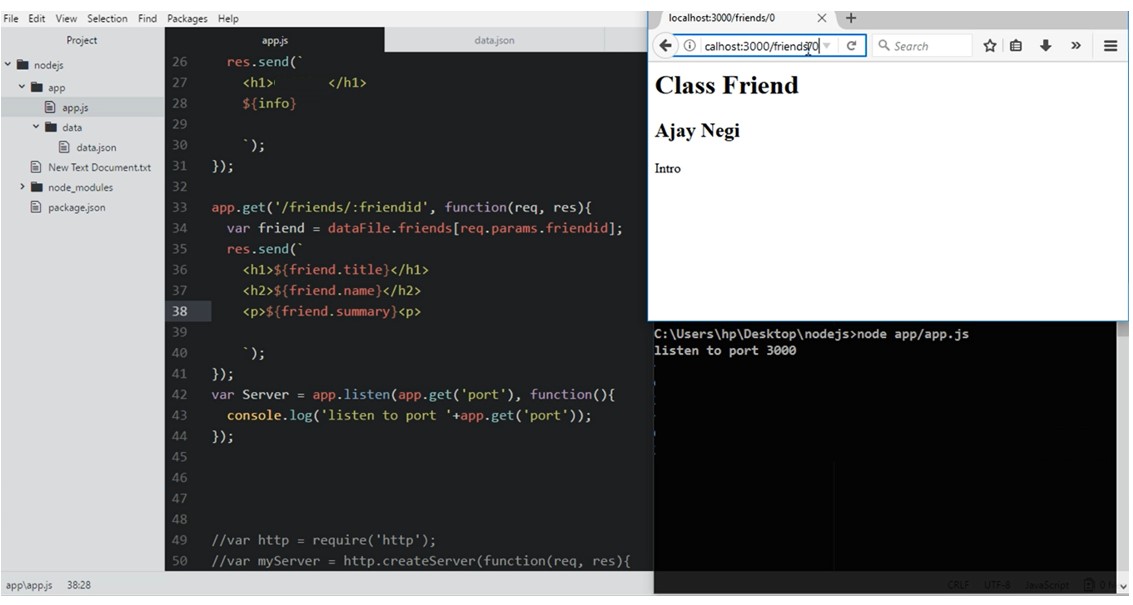 File Edit View Selection Find Packages Help
Project
nodejs
app
app.js
data
data.json
New Text Document.txt
node_modules
package.json
app.js
data.json
26 res.send(`
27 <h1> </h1>
28 ${info}
29
30 `);
31 });
32
33 app.get('/friends/:friendid', function(req, res){
34 var friend = dataFile.friends[req.params.friendid];
35 res.send(`
36 <h1>${friend.title}</h1>
37 <h2>${friend.name}</h2>
38 <p>${friend.summary}<p>
39
40 `);
41 });
42 var Server = app.listen(app.get('port'), function(){
43 console.log('listen to port '+app.get('port'));
44 });
45
46
47
48
49 //var http = require('http');
50 //var myServer = http.createServer(function(req, res){
app\app.js 38:28
localhost:3000/friends/0
calhost:3000/friends/0
Search
Class Friend
Ajay Negi
Intro
C:\Users\hp\Desktop\nodejs>node app/app.js
listen to port 3000
CRLF UTF-8 JavaScript